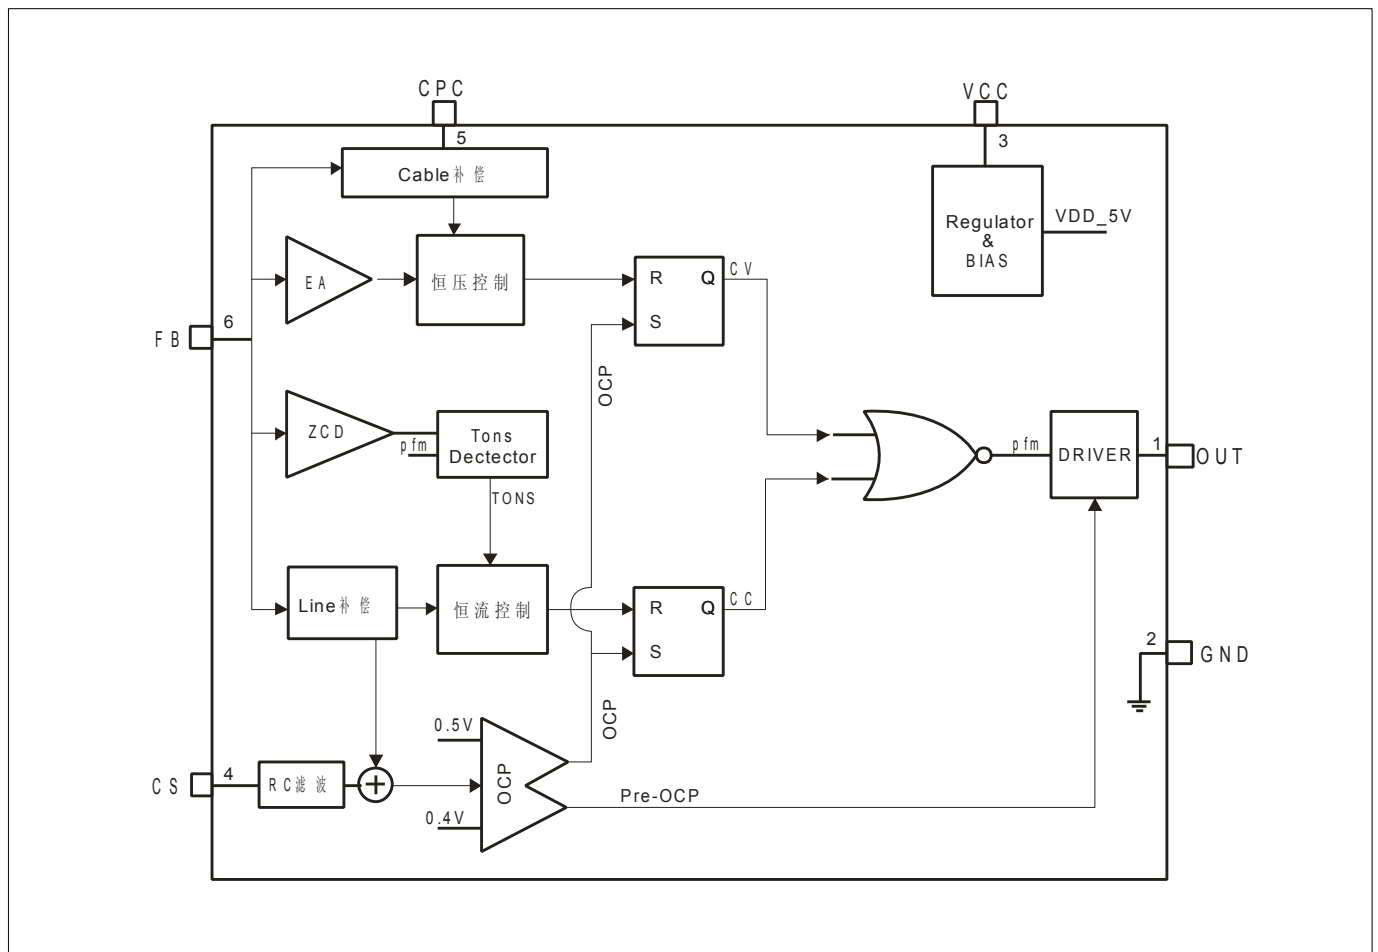 CPC
VCC
5
3
Cable补偿
Regulator
&
BIAS
VDD_5V
EA
恒压控制
R
Q
CV
S
6
FB
OCP
ZCD
pfm
Tons
Dectector
TONS
pfm
DRIVER
1
OUT
Line补偿
恒流控制
R
Q
CC
S
2
GND
OCP
0.5V
4
CS
RC滤波
+
OCP
0.4V
Pre-OCP